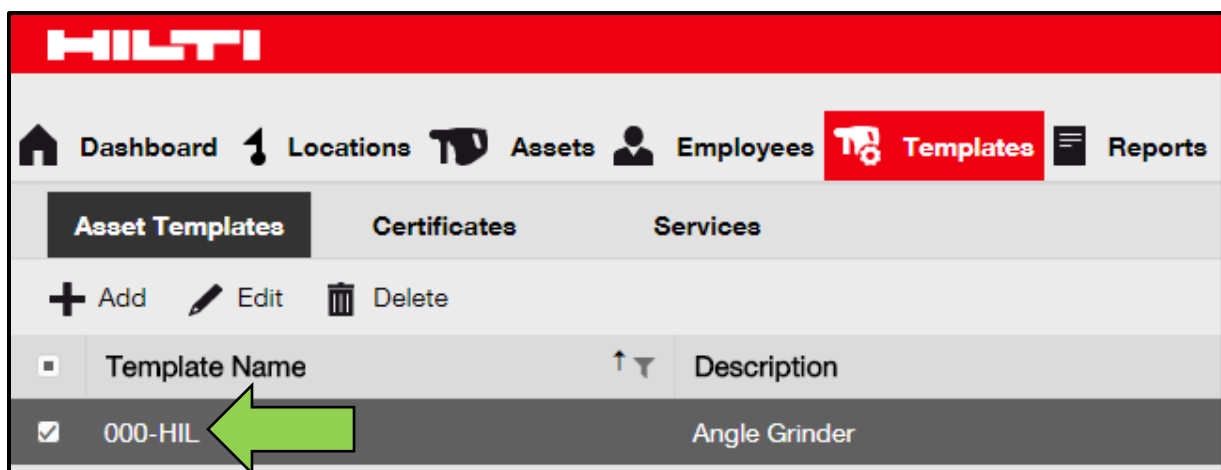 HILTI
Dashboard Locations Assets Employees Templates Reports
Asset Templates Certificates Services
Add Edit Delete
Template Name Description
000-HIL Angle Grinder